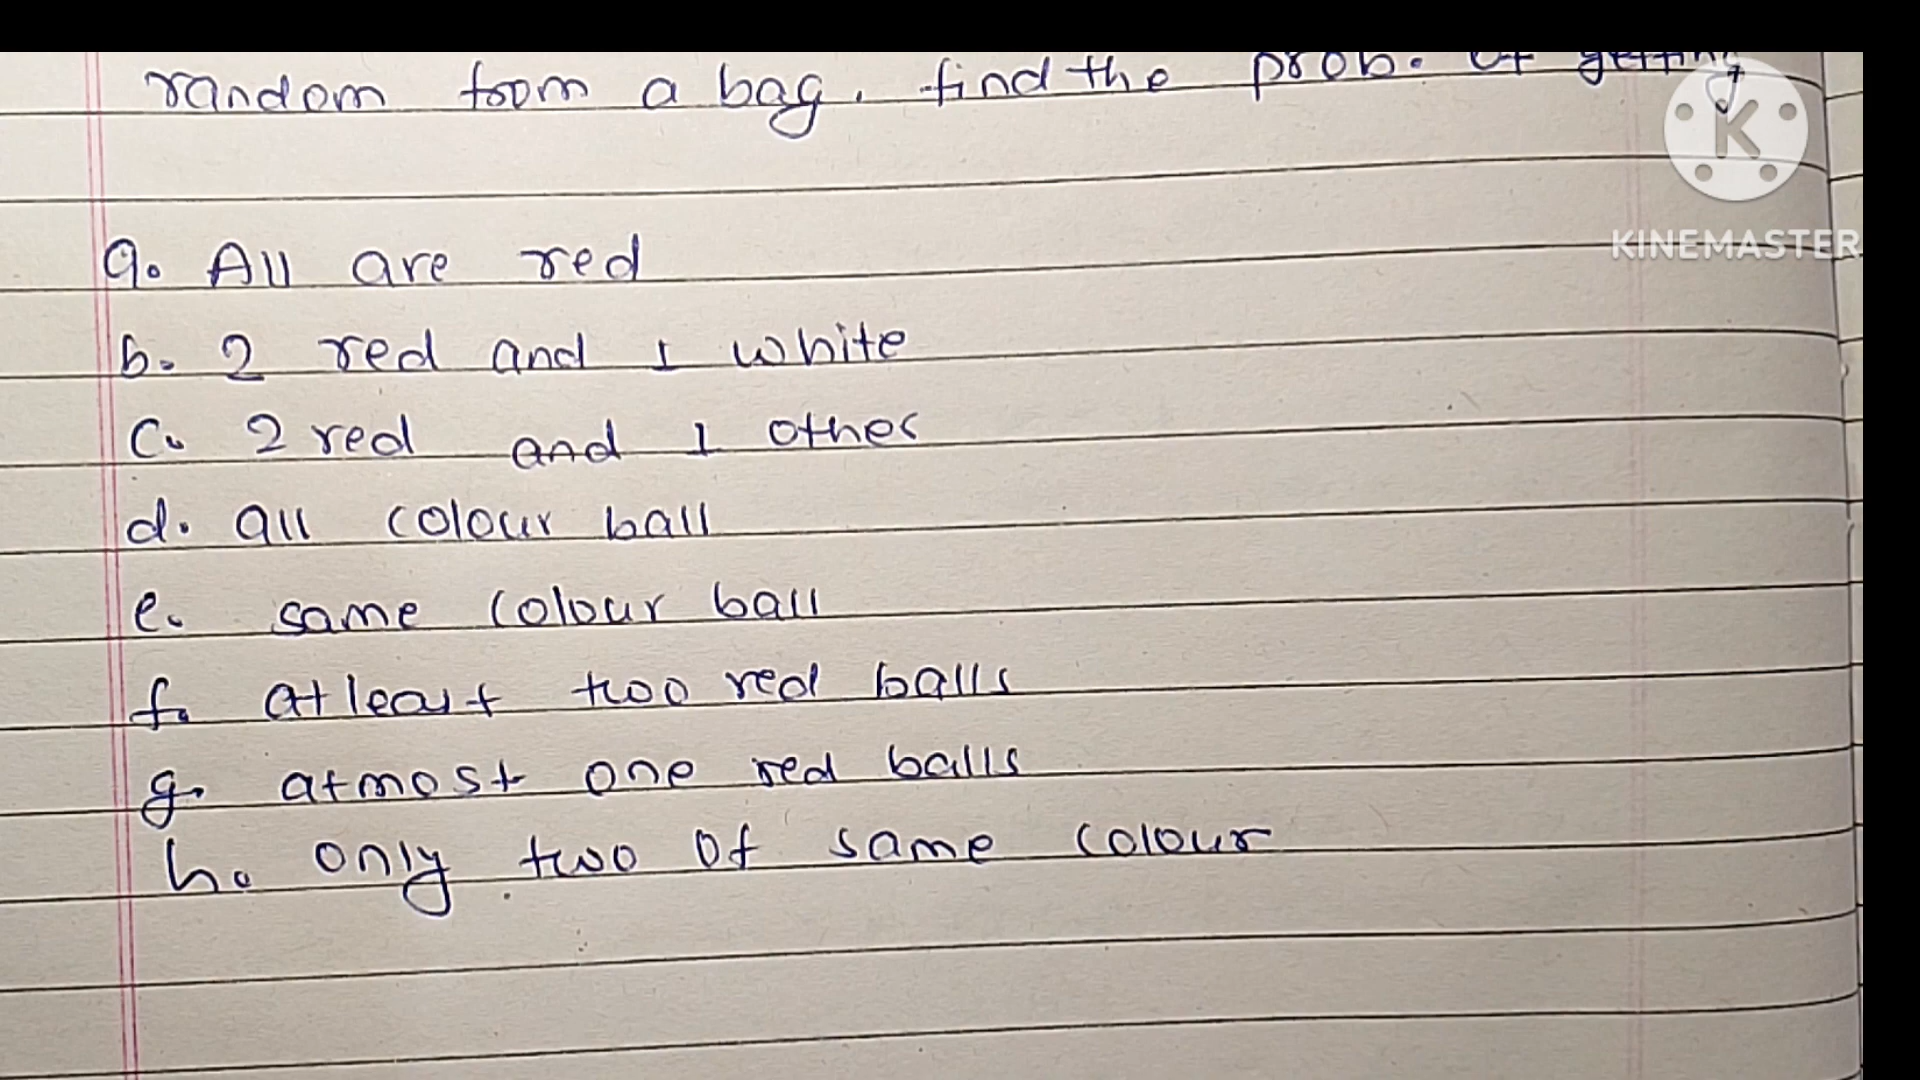 random from a bag. find the prob. of getting
K
KINEMASTER
a. All are red
b. 2 red and 1 white
c. 2 red and 1 other
d. all colour ball
e. same colour ball
f. atleast two red balls
g. atmost one red balls
h. only two of same colour